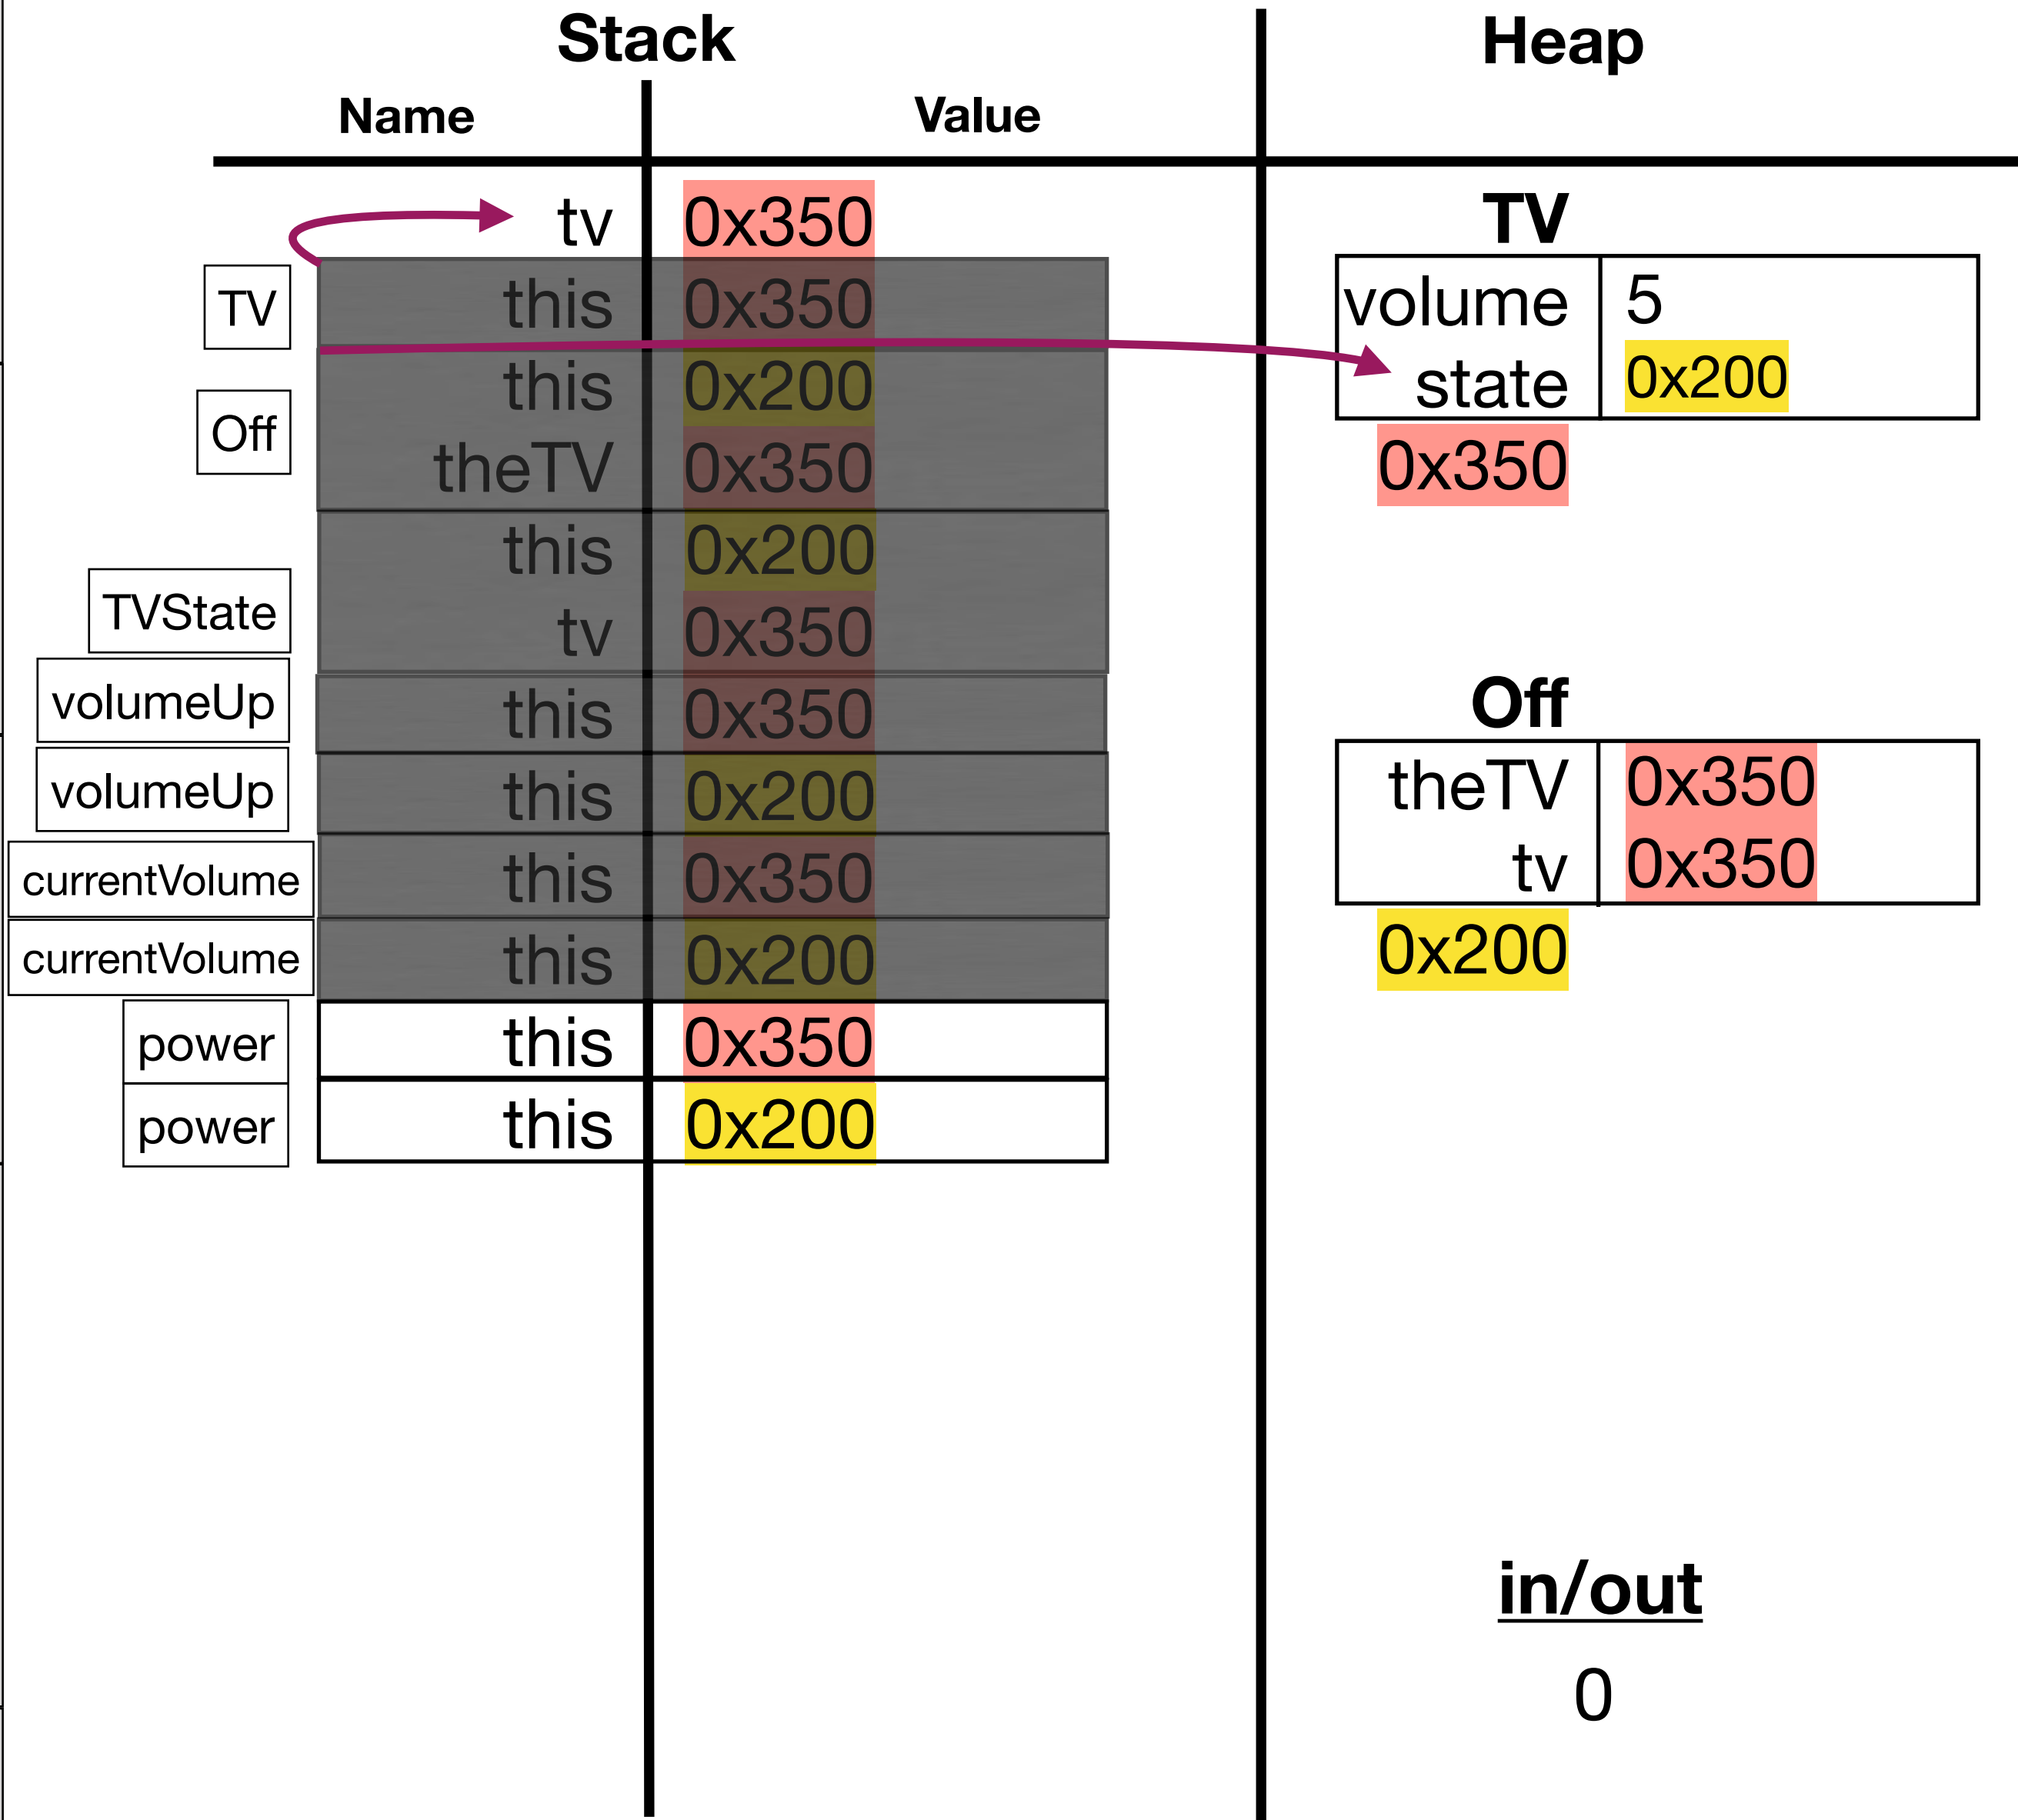 Stack
Heap
Name Value
tv 0x350
TV this 0x350
this 0x200
Off theTV 0x350
this 0x200
TVState tv 0x350
volumeUp this 0x350
volumeUp this 0x200
currentVolume this 0x350
currentVolume this 0x200
power this 0x350
power this 0x200
TV
volume 5
state 0x200
0x350
Off
theTV 0x350
tv 0x350
0x200
in/out
0